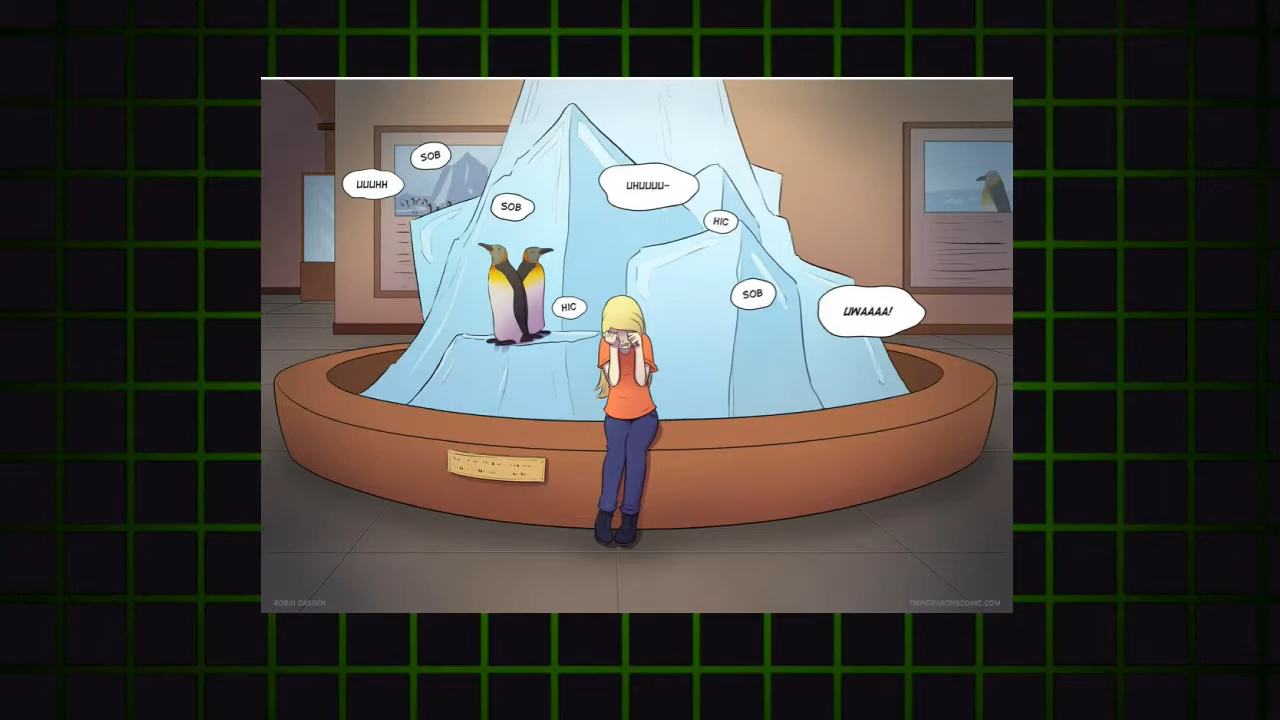 SOB
UUUHH
UHUUUU-
SOB
HIC
SOB
HIC
UWAAAA!
ROBIN DASSEN
TWINDRAGONSCOMIC.COM